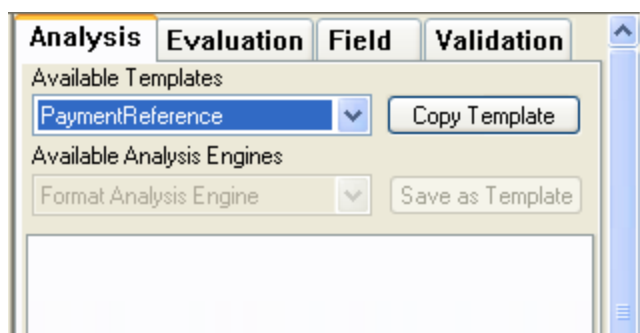 Analysis Evaluation Field Validation
Available Templates
PaymentReference Copy Template
Available Analysis Engines
Format Analysis Engine Save as Template